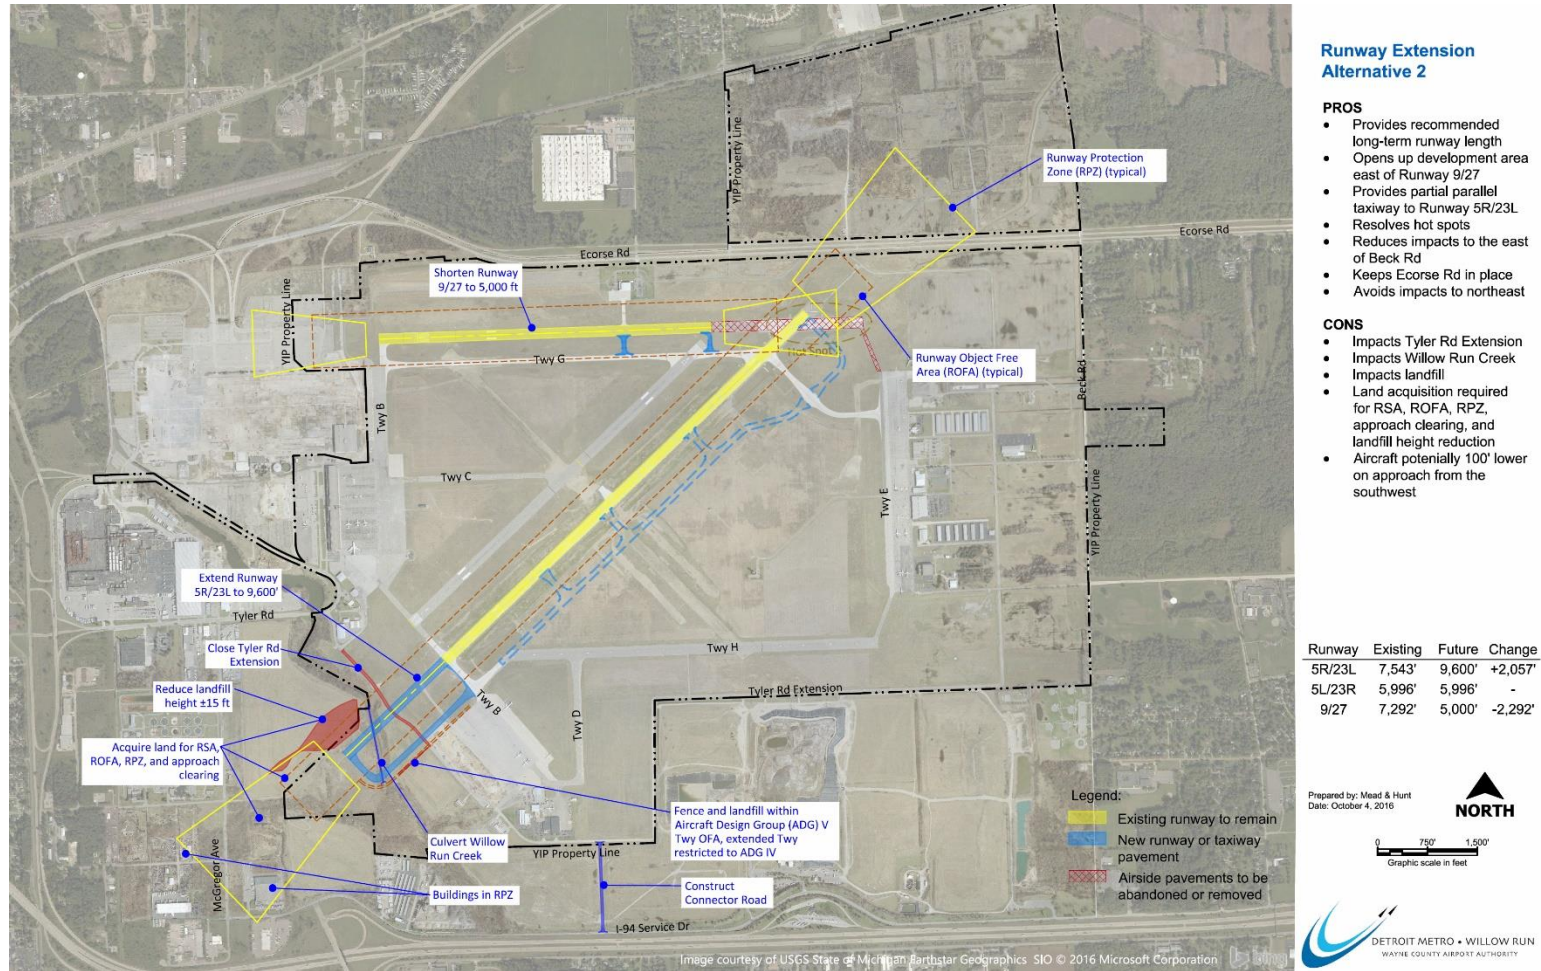 Runway Extension
Alternative 2
PROS
• Provides recommended
long-term runway length
• Opens up development area
east of Runway 9/27
• Provides partial parallel
taxiway to Runway 5R/23L
• Resolves hot spots
• Reduces impacts to the east
of Beck Rd
• Keeps Ecorse Rd in place
• Avoids impacts to northeast
CONS
• Impacts Tyler Rd Extension
• Impacts Willow Run Creek
• Impacts landfill
• Land acquisition required
for RSA, ROFA, RPZ,
approach clearing, and
landfill height reduction
• Aircraft potenially 100' lower
on approach from the
southwest
Runway Existing Future Change
5R/23L 7,543' 9,600' +2,057'
5L/23R 5,996' 5,996' -
9/27 7,292' 5,000' -2,292'
Prepared by: Mead & Hunt
Date: October 4, 2016
NORTH
0 750' 1,500'
Graphic scale in feet
DETROIT METRO • WILLOW RUN
WAYNE COUNTY AIRPORT AUTHORITY
YIP Property Line
Runway Protection
Zone (RPZ) (typical)
Ecorse Rd
Ecorse Rd
Shorten Runway
9/27 to 5,000 ft
YIP Property Line
Hot Spot
Twy G
Runway Object Free
Area (ROFA) (typical)
Beck Rd
Twy B
Twy C
Twy E
YIP Property Line
Extend Runway
5R/23L to 9,600'
Tyler Rd
Close Tyler Rd
Extension
Twy H
Reduce landfill
height ±15 ft
Twy B
Tyler Rd Extension
Twy D
Acquire land for RSA,
ROFA, RPZ, and approach
clearing
Fence and landfill within
Aircraft Design Group (ADG) V
Twy OFA, extended Twy
restricted to ADG IV
Culvert Willow
Run Creek
YIP Property Line
McGregor Ave
Buildings in RPZ
Construct
Connector Road
I-94 Service Dr
Legend:
Existing runway to remain
New runway or taxiway
pavement
Airside pavements to be
abandoned or removed
Image courtesy of USGS State of Michigan Earthstar Geographics SIO © 2016 Microsoft Corporation